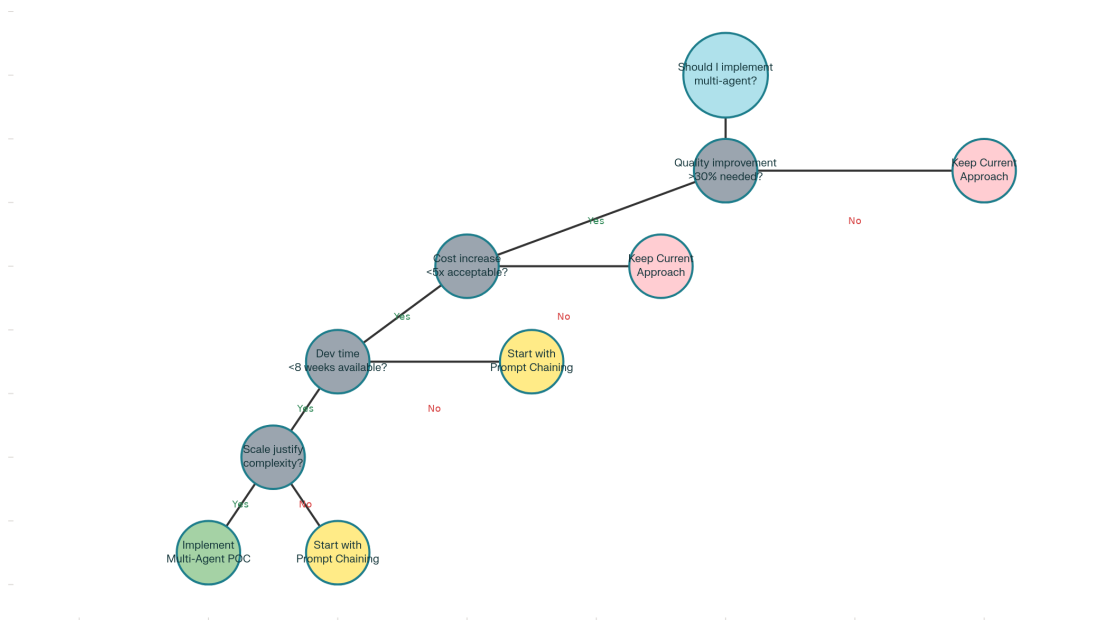 Should I implement
multi-agent?
Quality improvement
>30% needed?
Keep Current
Approach
Yes
No
Cost increase
<5x acceptable?
Keep Current
Approach
Yes
No
Dev time
<8 weeks available?
Start with
Prompt Chaining
Yes
No
Scale justify
complexity?
Yes
No
Implement
Multi-Agent POC
Start with
Prompt Chaining